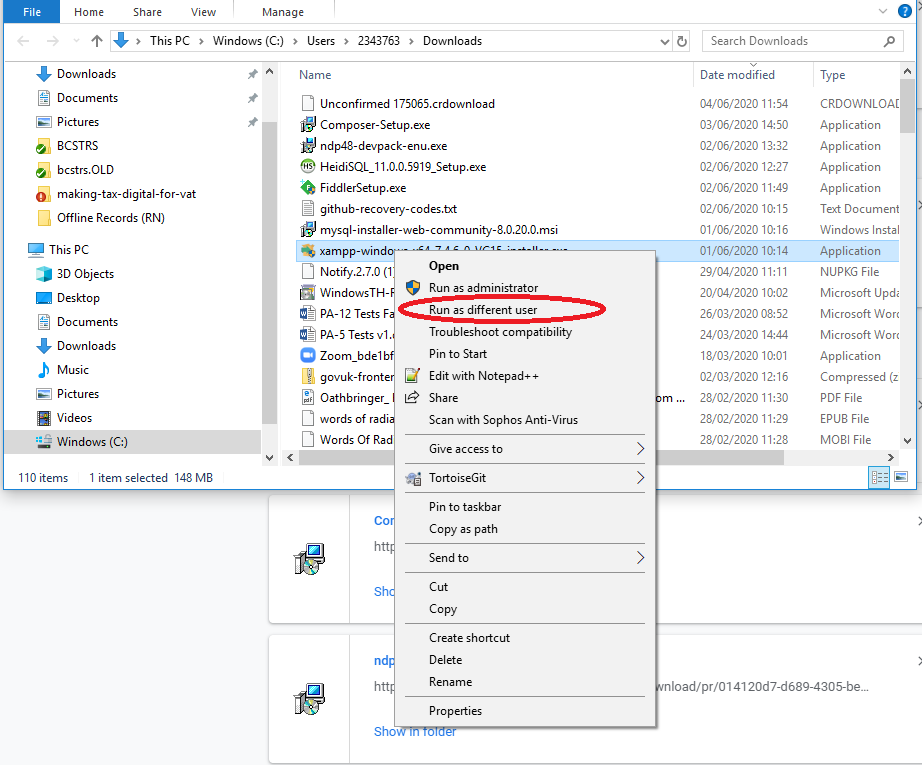 File Home Share View Manage
This PC > Windows (C:) > Users > 2343763 > Downloads
Search Downloads
Downloads
Documents
Pictures
BCSTRS
bcstrs.OLD
making-tax-digital-for-vat
Offline Records (RN)
This PC
3D Objects
Desktop
Documents
Downloads
Music
Pictures
Videos
Windows (C:)
Name Date modified Type
Unconfirmed 175065.crdownload 04/06/2020 11:54 CRDOWNLOAD
Composer-Setup.exe 03/06/2020 14:50 Application
ndp48-devpack-enu.exe 02/06/2020 13:32 Application
HeidiSQL_11.0.0.5919_Setup.exe 02/06/2020 12:27 Application
FiddlerSetup.exe 02/06/2020 11:49 Application
github-recovery-codes.txt 02/06/2020 10:15 Text Document
mysql-installer-web-community-8.0.20.0.msi 01/06/2020 10:16 Windows Instal
xampp-windows-x64-7.4.6-0-VC15-installer.exe 01/06/2020 10:14 Application
Notify.2.7.0 (1) 29/04/2020 11:11 NUPKG File
WindowsTH-R 20/04/2020 10:02 Microsoft Upda
PA-12 Tests Fa 26/03/2020 08:52 Microsoft Word
PA-5 Tests v1.c 24/03/2020 14:44 Microsoft Word
Zoom_bde1bf 18/03/2020 10:01 Application
govuk-fronten 02/03/2020 12:16 Compressed (z
Oathbringer_ om ... 28/02/2020 11:30 PDF File
words of radia 28/02/2020 11:29 EPUB File
Words Of Rad 28/02/2020 11:28 MOBI File
110 items 1 item selected 148 MB
Open
Run as administrator
Run as different user
Troubleshoot compatibility
Pin to Start
Edit with Notepad++
Share
Scan with Sophos Anti-Virus
Give access to
TortoiseGit
Pin to taskbar
Copy as path
Send to
Cut
Copy
Create shortcut
Delete
Rename
Properties
Con
http
Sho
ndp
http wnload/pr/014120d7-d689-4305-be...
Show in folder